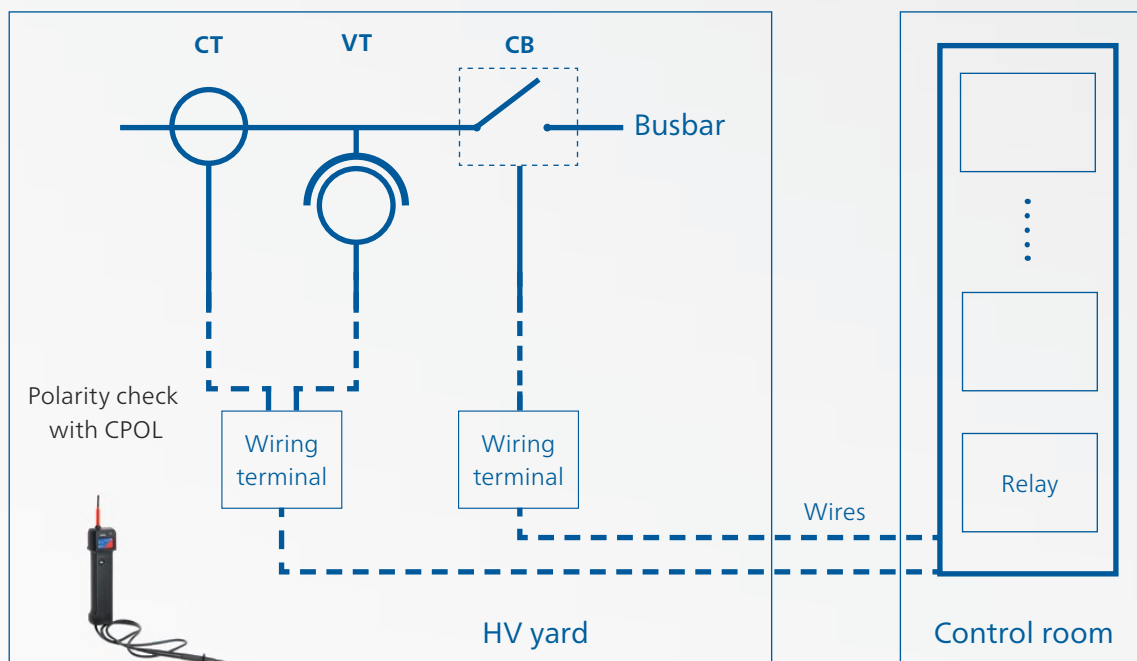 CT
VT
CB
Busbar
Polarity check
with CPOL
Wiring
terminal
Wiring
terminal
Wires
Relay
HV yard
Control room